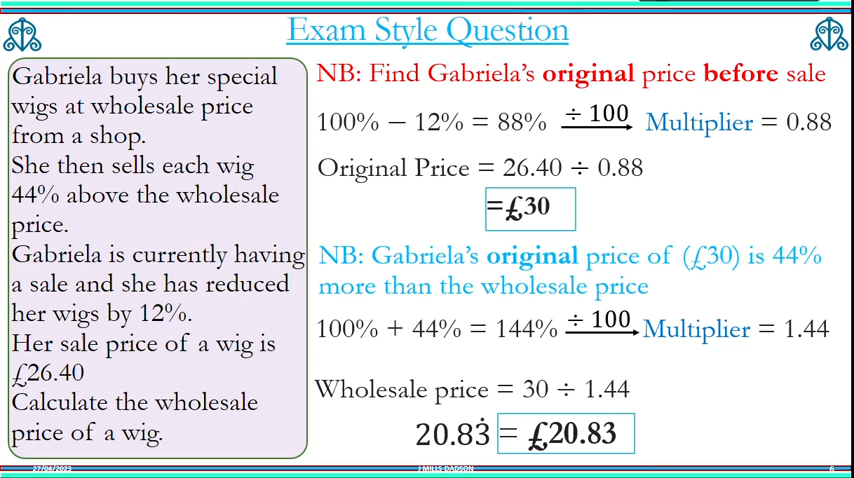 Exam Style Question
Gabriela buys her special
wigs at wholesale price
from a shop.
She then sells each wig
44% above the wholesale
price.
Gabriela is currently having
a sale and she has reduced
her wigs by 12%.
Her sale price of a wig is
£26.40
Calculate the wholesale
price of a wig.
NB: Find Gabriela's original price before sale
100% − 12% = 88% ÷ 100 Multiplier = 0.88
Original Price = 26.40 ÷ 0.88
=£30
NB: Gabriela's original price of (£30) is 44%
more than the wholesale price
100% + 44% = 144% ÷ 100 Multiplier = 1.44
Wholesale price = 30 ÷ 1.44
20.83̇ = £20.83
27/04/2023 J MILLS-DADSON 6